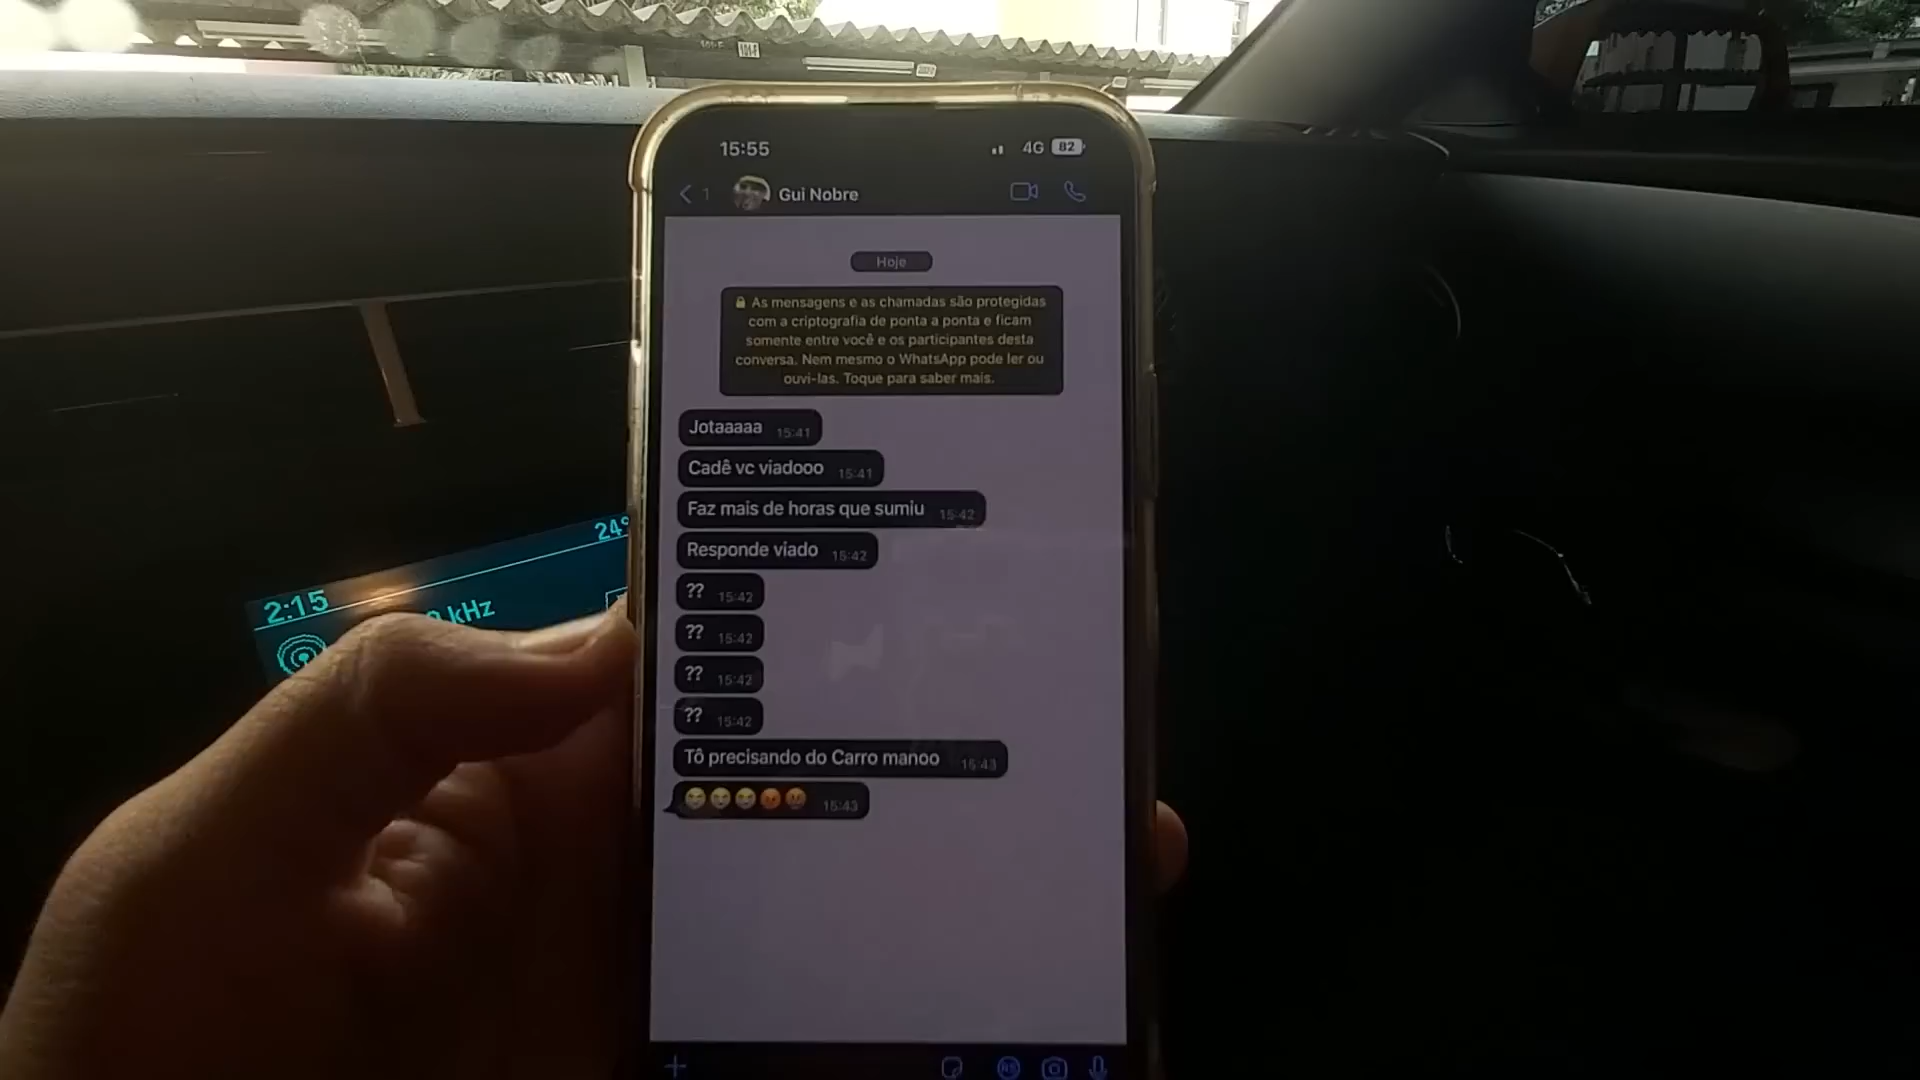 101-F
15:55
4G
82
1
Gui Nobre
Hoje
As mensagens e as chamadas são protegidas
com a criptografia de ponta a ponta e ficam
somente entre você e os participantes desta
conversa. Nem mesmo o WhatsApp pode ler ou
ouvi-las. Toque para saber mais.
Jotaaaaa 15:41
Cadê vc viadooo 15:41
Faz mais de horas que sumiu 15:42
Responde viado 15:42
?? 15:42
?? 15:42
?? 15:42
?? 15:42
Tô precisando do Carro manoo 15:43
15:43
24°
2:15
kHz